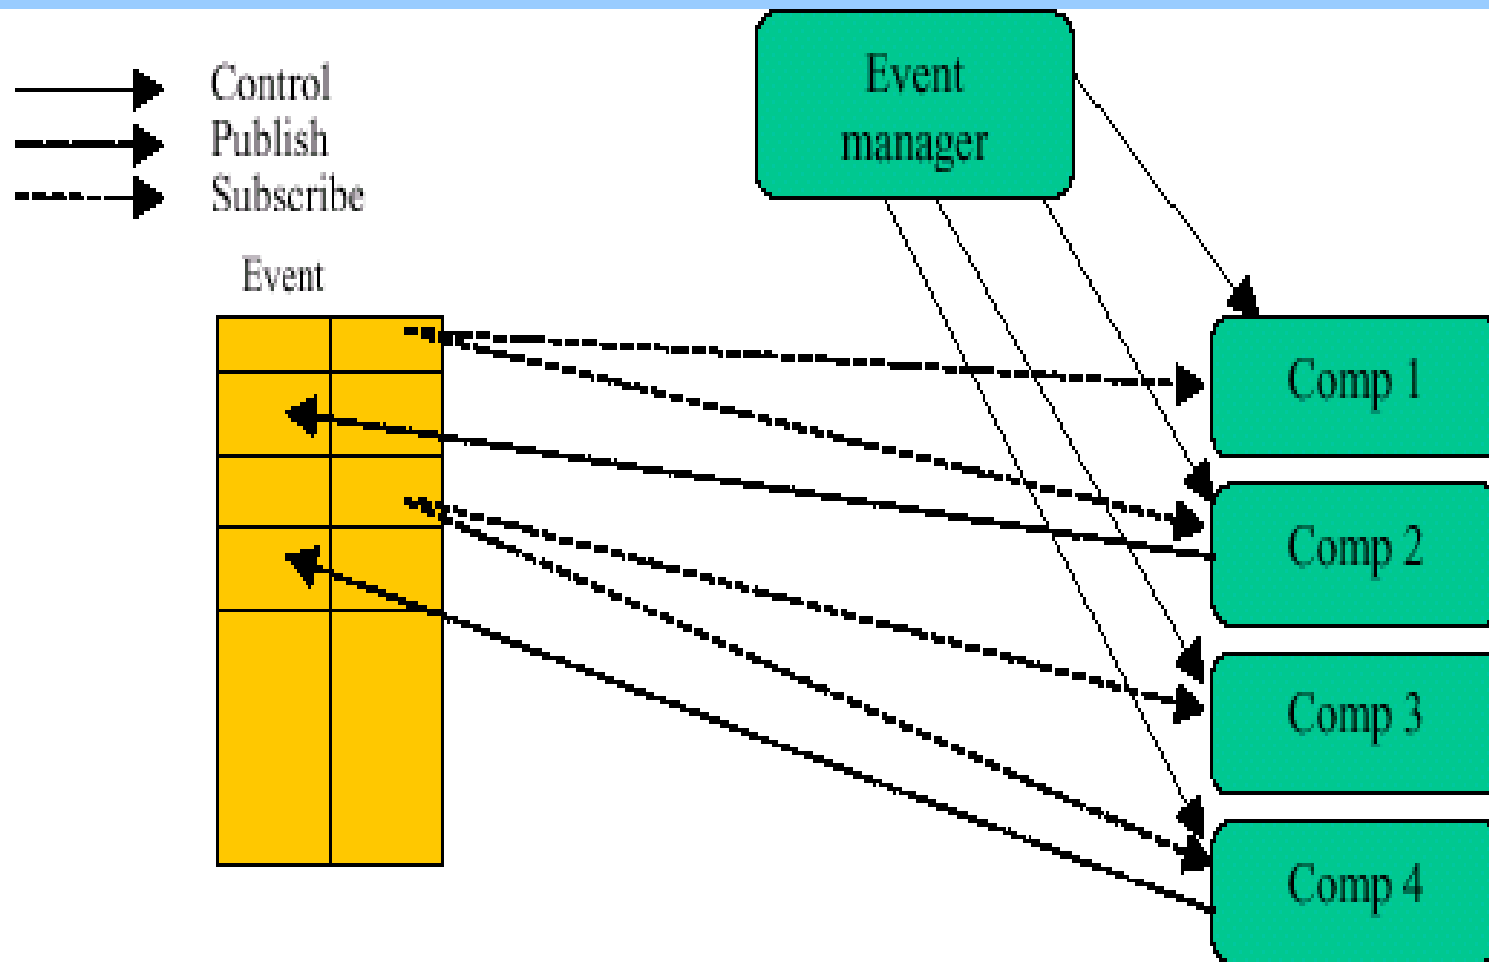 Control
Publish
Subscribe
Event
Event
manager
Comp 1
Comp 2
Comp 3
Comp 4